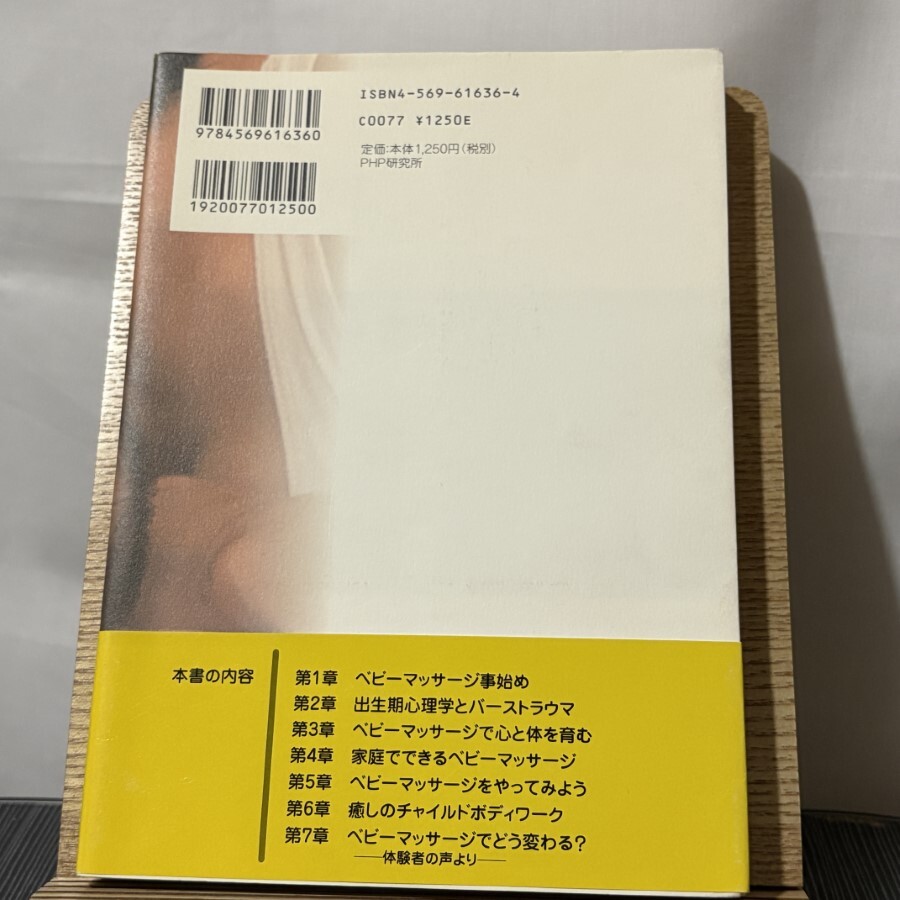 ISBN4-569-61636-4
9784569616360
C0077 ¥1250E
定価:本体1,250円(税別)
PHP研究所
1920077012500
本書の内容
第1章 ベビーマッサージ事始め
第2章 出生期心理学とバーストラウマ
第3章 ベビーマッサージで心と体を育む
第4章 家庭でできるベビーマッサージ
第5章 ベビーマッサージをやってみよう
第6章 癒しのチャイルドボディワーク
第7章 ベビーマッサージでどう変わる?
──体験者の声より──